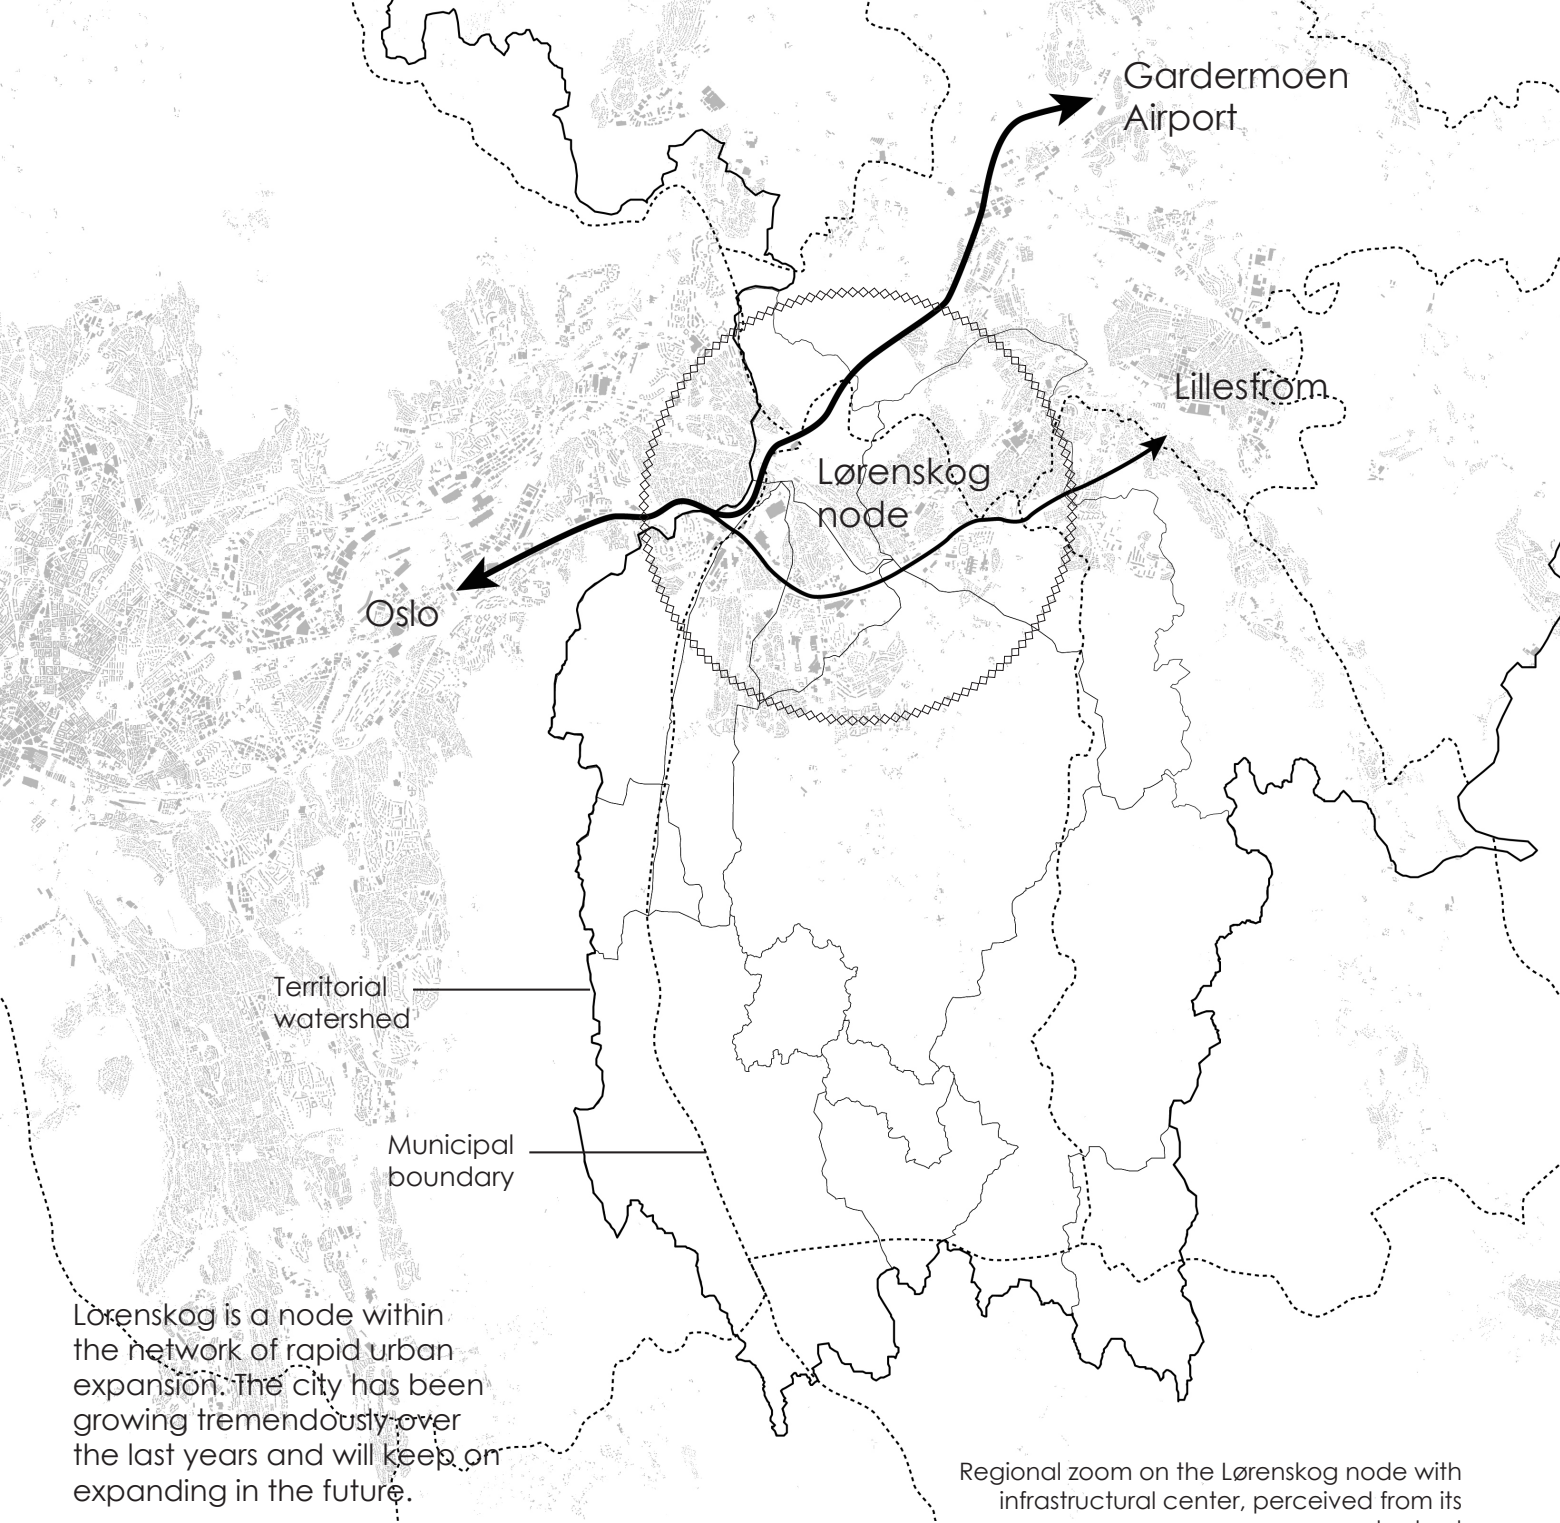 Gardermoen
Airport
Lillestrøm
Lørenskog
node
Oslo
Territorial
watershed
Municipal
boundary
Lørenskog is a node within
the network of rapid urban
expansion. The city has been
growing tremendously over
the last years and will keep on
expanding in the future.
Regional zoom on the Lørenskog node with
infrastructural center, perceived from its